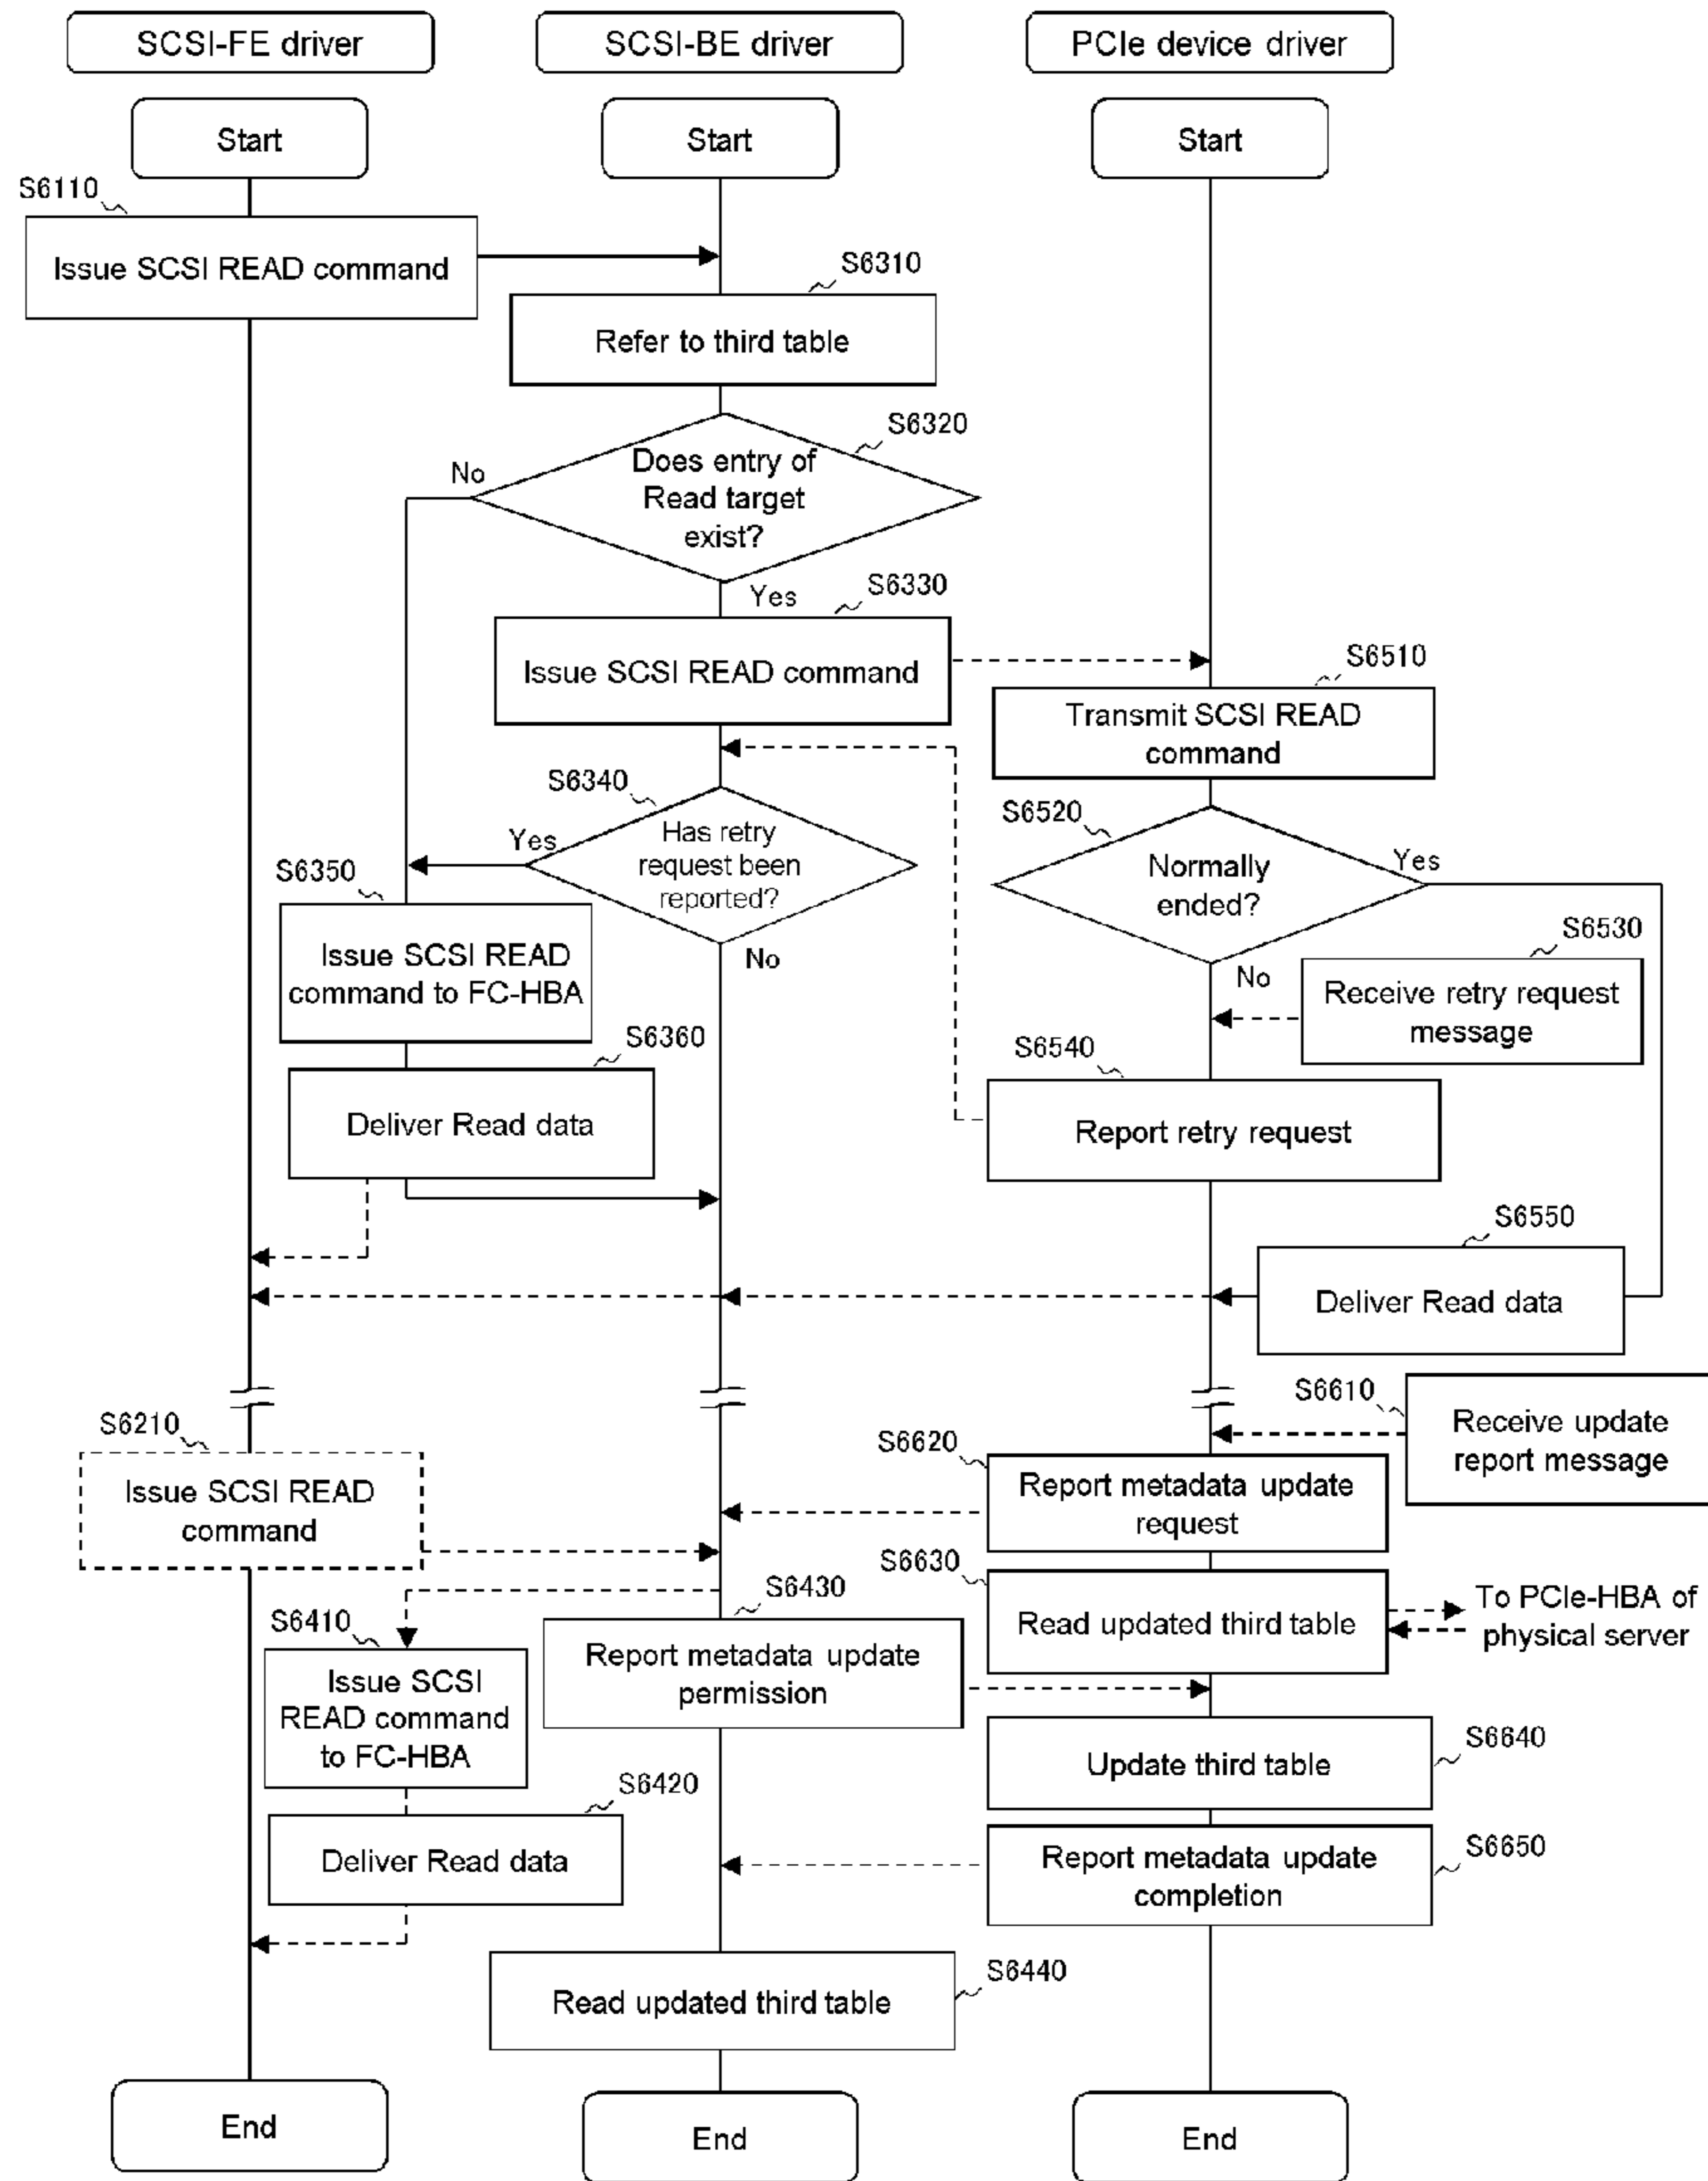 SCSI-FE driver
SCSI-BE driver
PCIe device driver
Start
Start
Start
S6110
Issue SCSI READ command
S6310
Refer to third table
S6320
Does entry of
Read target
exist?
No
Yes
S6330
Issue SCSI READ command
S6510
Transmit SCSI READ
command
S6340
Has retry
request been
reported?
Yes
No
S6520
Normally
ended?
Yes
No
S6350
Issue SCSI READ
command to FC-HBA
S6530
Receive retry request
message
S6360
Deliver Read data
S6540
Report retry request
S6550
Deliver Read data
S6610
Receive update
report message
S6210
Issue SCSI READ
command
S6620
Report metadata update
request
S6630
Read updated third table
To PCIe-HBA of
physical server
S6430
Report metadata update
permission
S6410
Issue SCSI
READ command
to FC-HBA
S6640
Update third table
S6420
Deliver Read data
S6650
Report metadata update
completion
S6440
Read updated third table
End
End
End